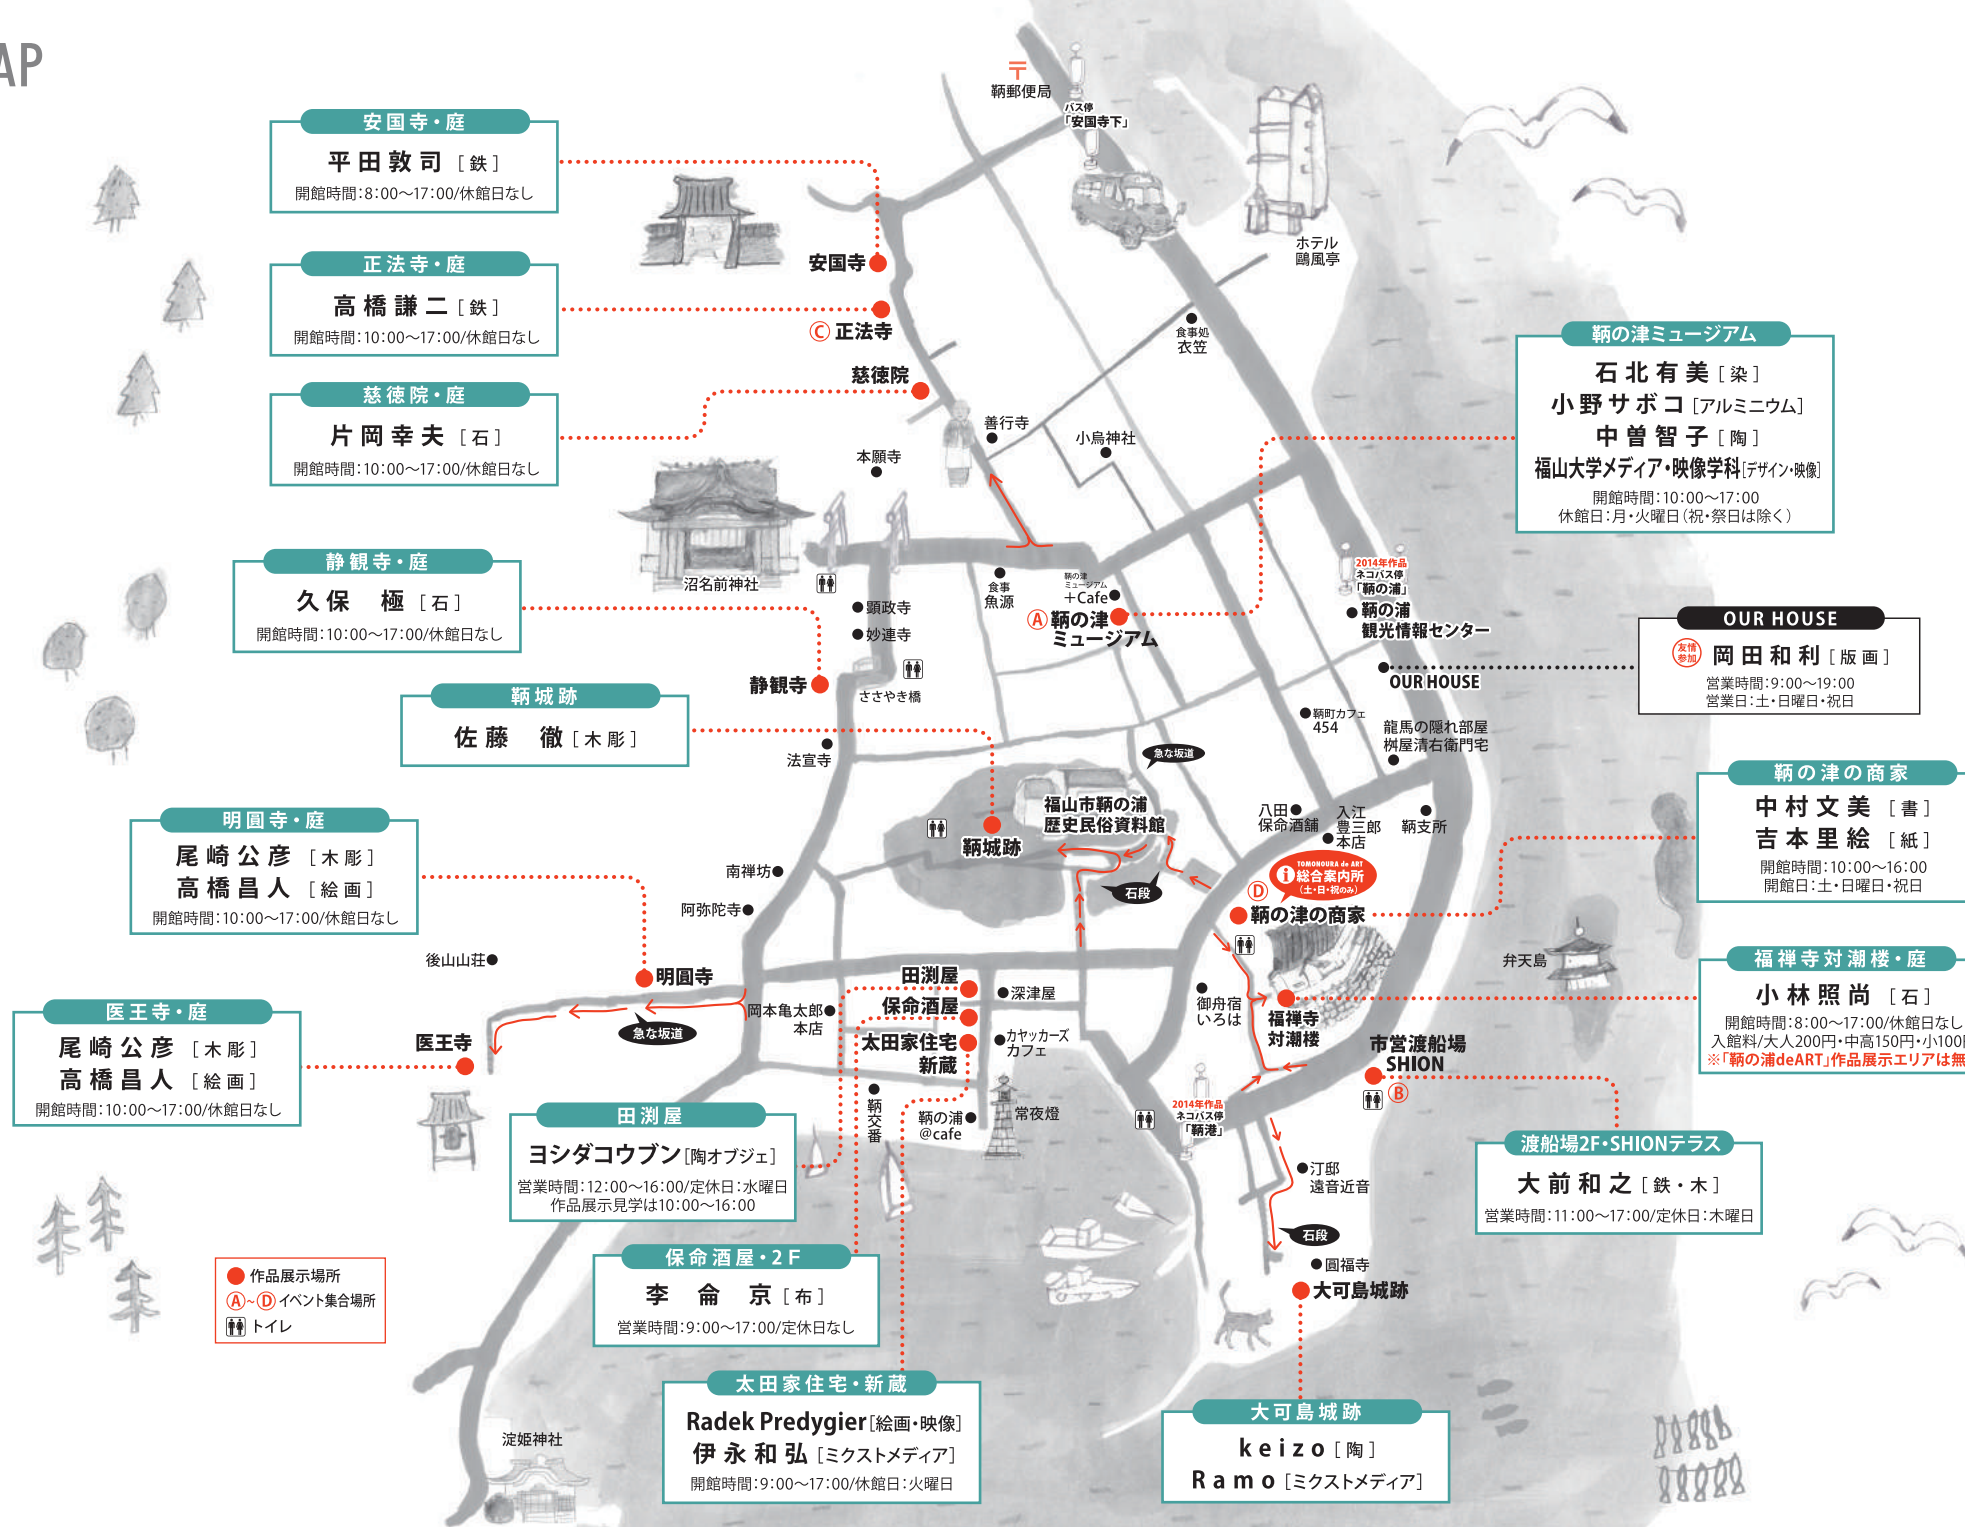 AP
〒
鞆郵便局
バス停
「安国寺下」
ホテル
鷗風亭
安国寺・庭
平田敦司 [鉄]
開館時間:8:00〜17:00/休館日なし
安国寺
正法寺・庭
高橋謙二 [鉄]
開館時間:10:00〜17:00/休館日なし
Ⓒ 正法寺
慈徳院・庭
片岡幸夫 [石]
開館時間:10:00〜17:00/休館日なし
慈徳院
食事処
衣笠
善行寺
小烏神社
本願寺
鞆の津ミュージアム
石北有美 [染]
小野サボコ [アルミニウム]
中曽智子 [陶]
福山大学メディア・映像学科 [デザイン・映像]
開館時間:10:00〜17:00
休館日:月・火曜日(祝・祭日は除く)
静観寺・庭
久保 極 [石]
開館時間:10:00〜17:00/休館日なし
沼名前神社
食事
魚源
鞆の津
ミュージアム
+Cafe
Ⓐ 鞆の津
ミュージアム
2014年作品
ネコバス停
「鞆の浦」
鞆の浦
観光情報センター
顕政寺
妙連寺
静観寺
ささやき橋
OUR HOUSE
OUR HOUSE
友情
参加
岡田和利 [版画]
営業時間:9:00〜19:00
営業日:土・日曜日・祝日
鞆城跡
佐藤 徹 [木彫]
法宣寺
急な坂道
鞆町カフェ
454
龍馬の隠れ部屋
桝屋清右衛門宅
鞆の津の商家
中村文美 [書]
吉本里絵 [紙]
開館時間:10:00〜16:00
開館日:土・日曜日・祝日
福山市鞆の浦
歴史民俗資料館
鞆城跡
八田
保命酒舗
入江
豊三郎
本店
鞆支所
明圓寺・庭
尾崎公彦 [木彫]
高橋昌人 [絵画]
開館時間:10:00〜17:00/休館日なし
南禅坊
阿弥陀寺
石段
TOMONOURA de ART
i 総合案内所
(土・日・祝のみ)
Ⓓ
鞆の津の商家
後山山荘
明圓寺
田渕屋
保命酒屋
太田家住宅
新蔵
深津屋
カヤッカーズ
カフェ
岡本亀太郎
本店
御舟宿
いろは
福禅寺
対潮楼
弁天島
福禅寺対潮楼・庭
小林照尚 [石]
開館時間:8:00〜17:00/休館日なし
入館料/大人200円・中高150円・小100
※「鞆の浦deART」作品展示エリアは無
医王寺・庭
尾崎公彦 [木彫]
高橋昌人 [絵画]
開館時間:10:00〜17:00/休館日なし
医王寺
急な坂道
市営渡船場
SHION
Ⓑ
鞆交番
鞆の浦
@cafe
常夜燈
2014年作品
ネコバス停
「鞆港」
田渕屋
ヨシダコウブン [陶オブジェ]
営業時間:12:00〜16:00/定休日:水曜日
作品展示見学は10:00〜16:00
渡船場2F・SHIONテラス
大前和之 [鉄・木]
営業時間:11:00〜17:00/定休日:木曜日
汀邸
遠音近音
石段
圓福寺
大可島城跡
作品展示場所
Ⓐ〜Ⓓ イベント集合場所
トイレ
保命酒屋・2F
李 侖 京 [布]
営業時間:9:00〜17:00/定休日なし
淀姫神社
太田家住宅・新蔵
Radek Predygier [絵画・映像]
伊永和弘 [ミクストメディア]
開館時間:9:00〜17:00/休館日:火曜日
大可島城跡
keizo [陶]
Ramo [ミクストメディア]